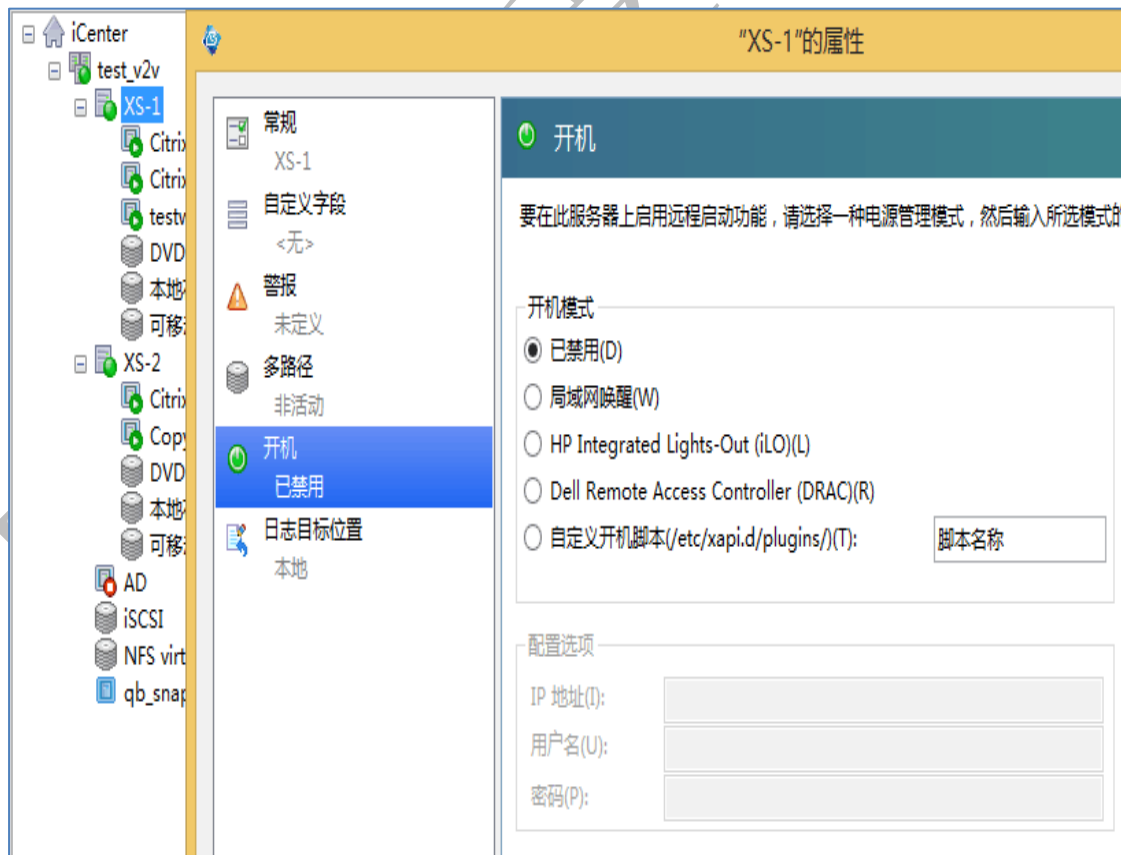 iCenter
test_v2v
XS-1
Citrix
Citrix
testv
DVD
本地
可移
XS-2
Citrix
Copy
DVD
本地
可移
AD
iSCSI
NFS virt
qb_snap
"XS-1"的属性
常规
XS-1
自定义字段
<无>
警报
未定义
多路径
非活动
开机
已禁用
日志目标位置
本地
开机
要在此服务器上启用远程启动功能，请选择一种电源管理模式，然后输入所选模式的
开机模式
已禁用(D)
局域网唤醒(W)
HP Integrated Lights-Out (iLO)(L)
Dell Remote Access Controller (DRAC)(R)
自定义开机脚本(/etc/xapi.d/plugins/)(T): 脚本名称
配置选项
IP 地址(I):
用户名(U):
密码(P):